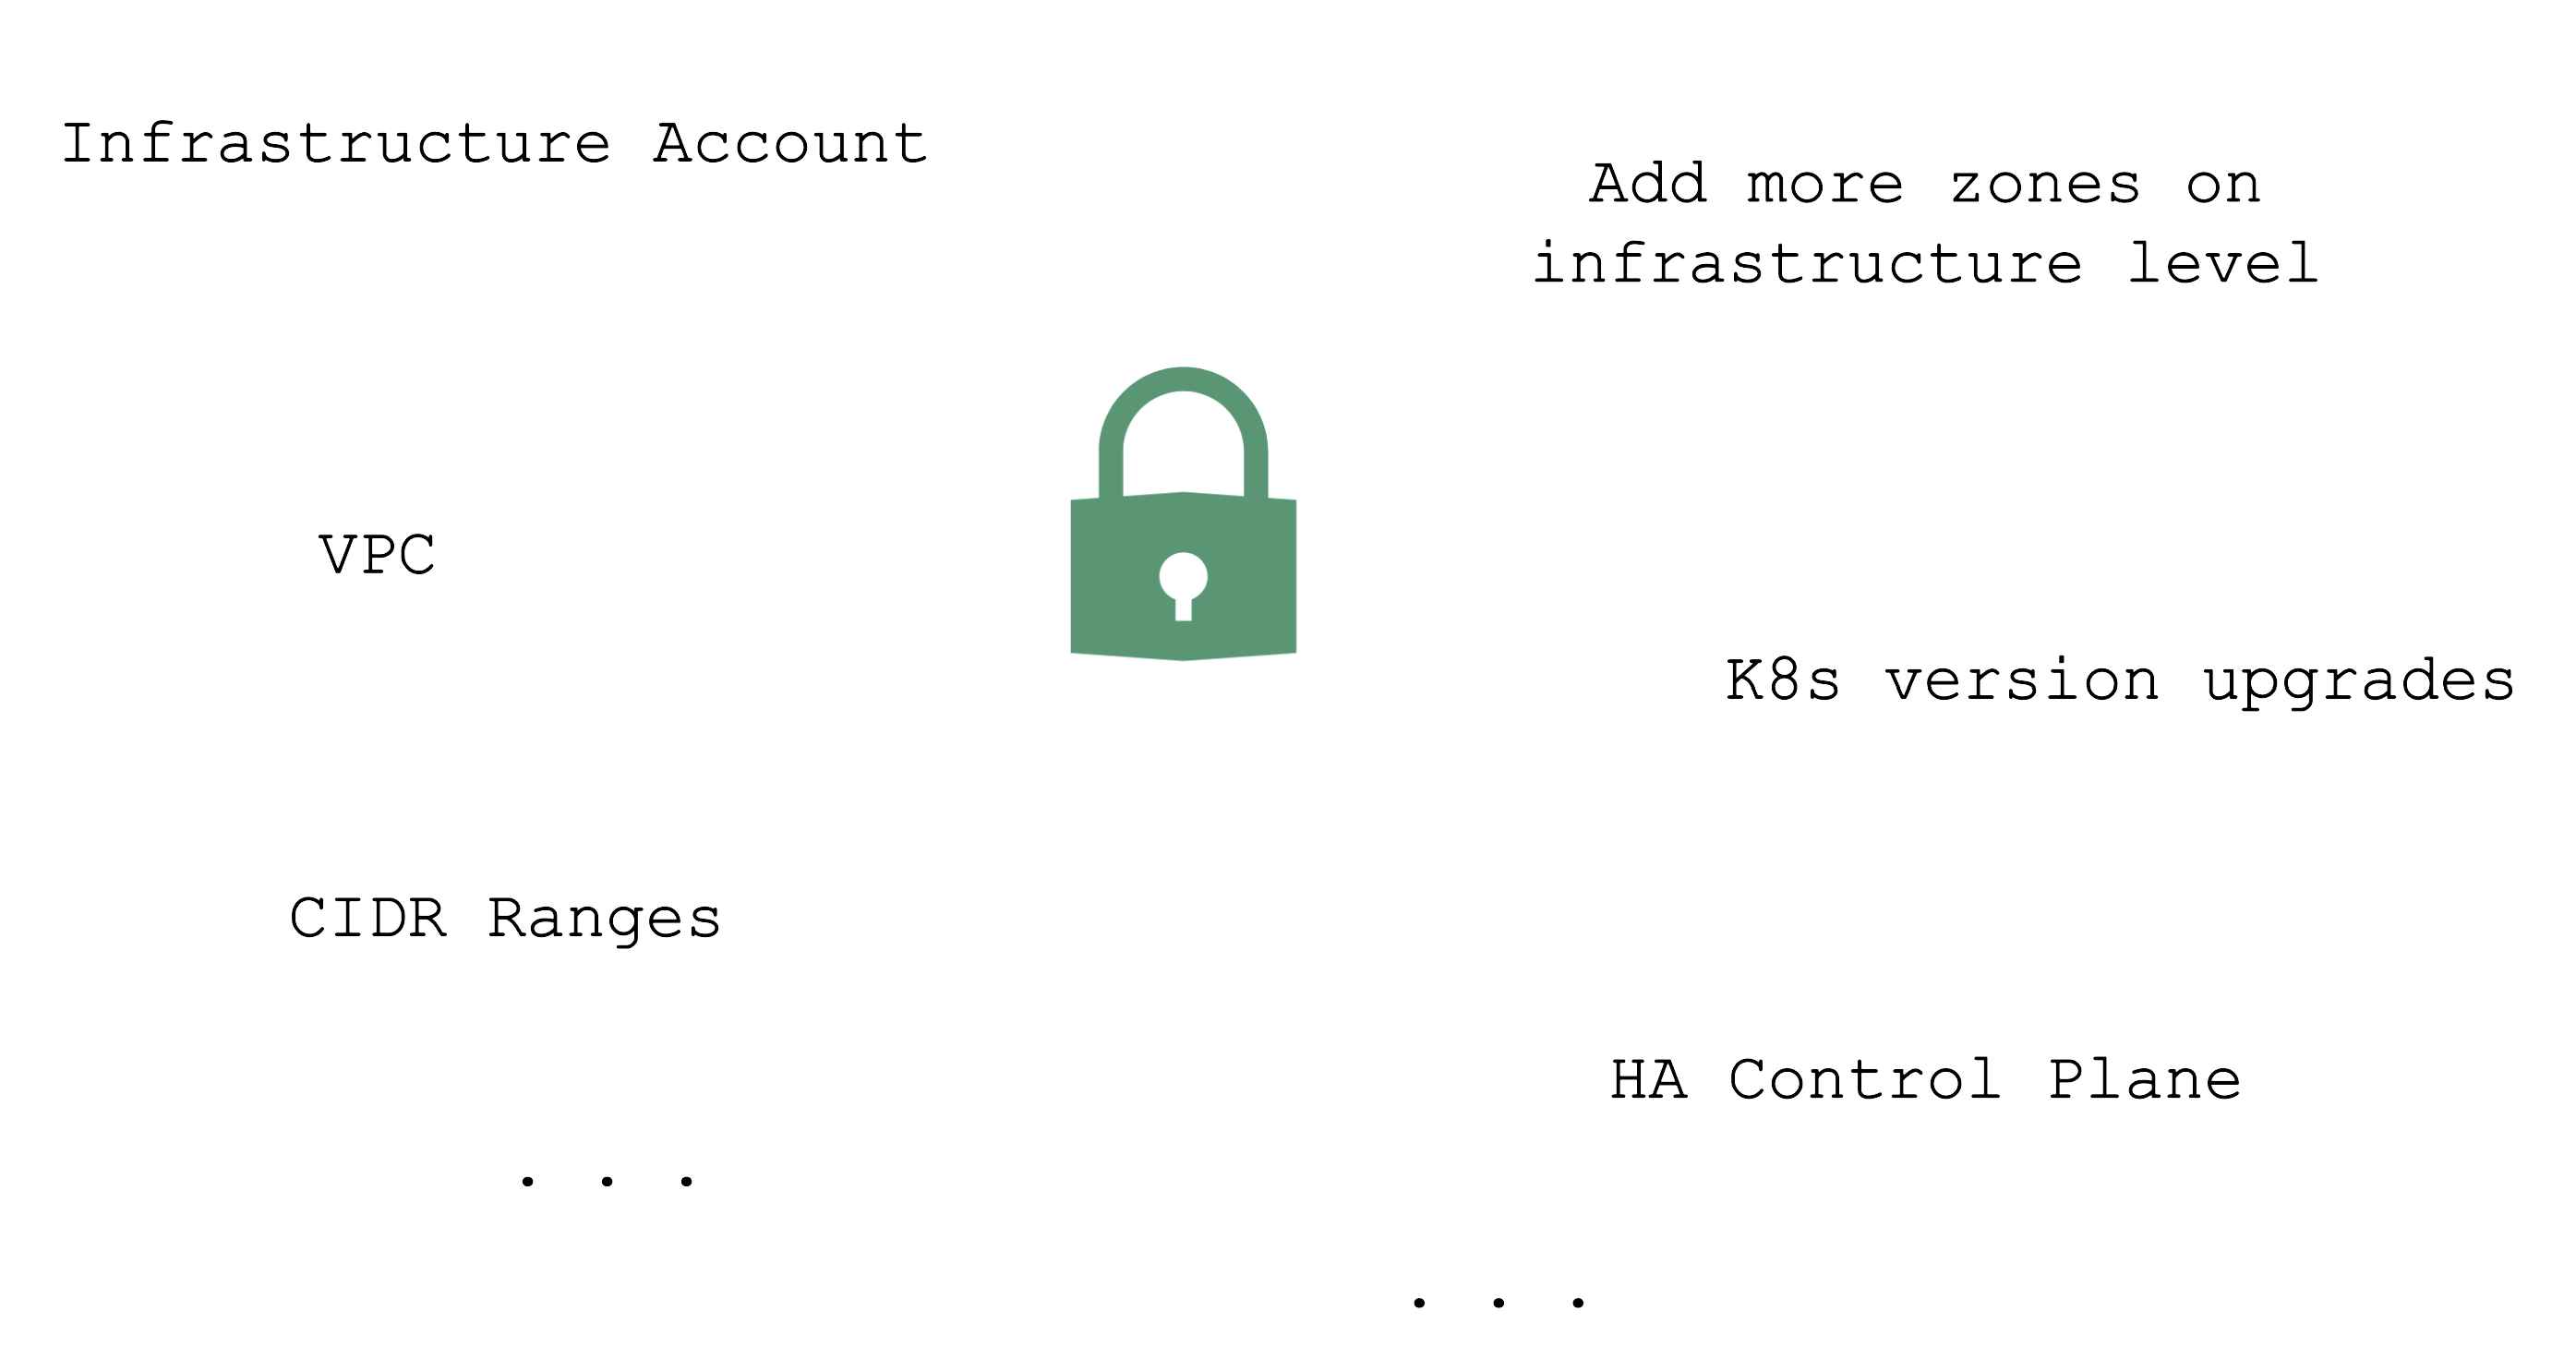 Infrastructure Account
Add more zones on
infrastructure level
VPC
K8s version upgrades
CIDR Ranges
HA Control Plane
. . .
. . .